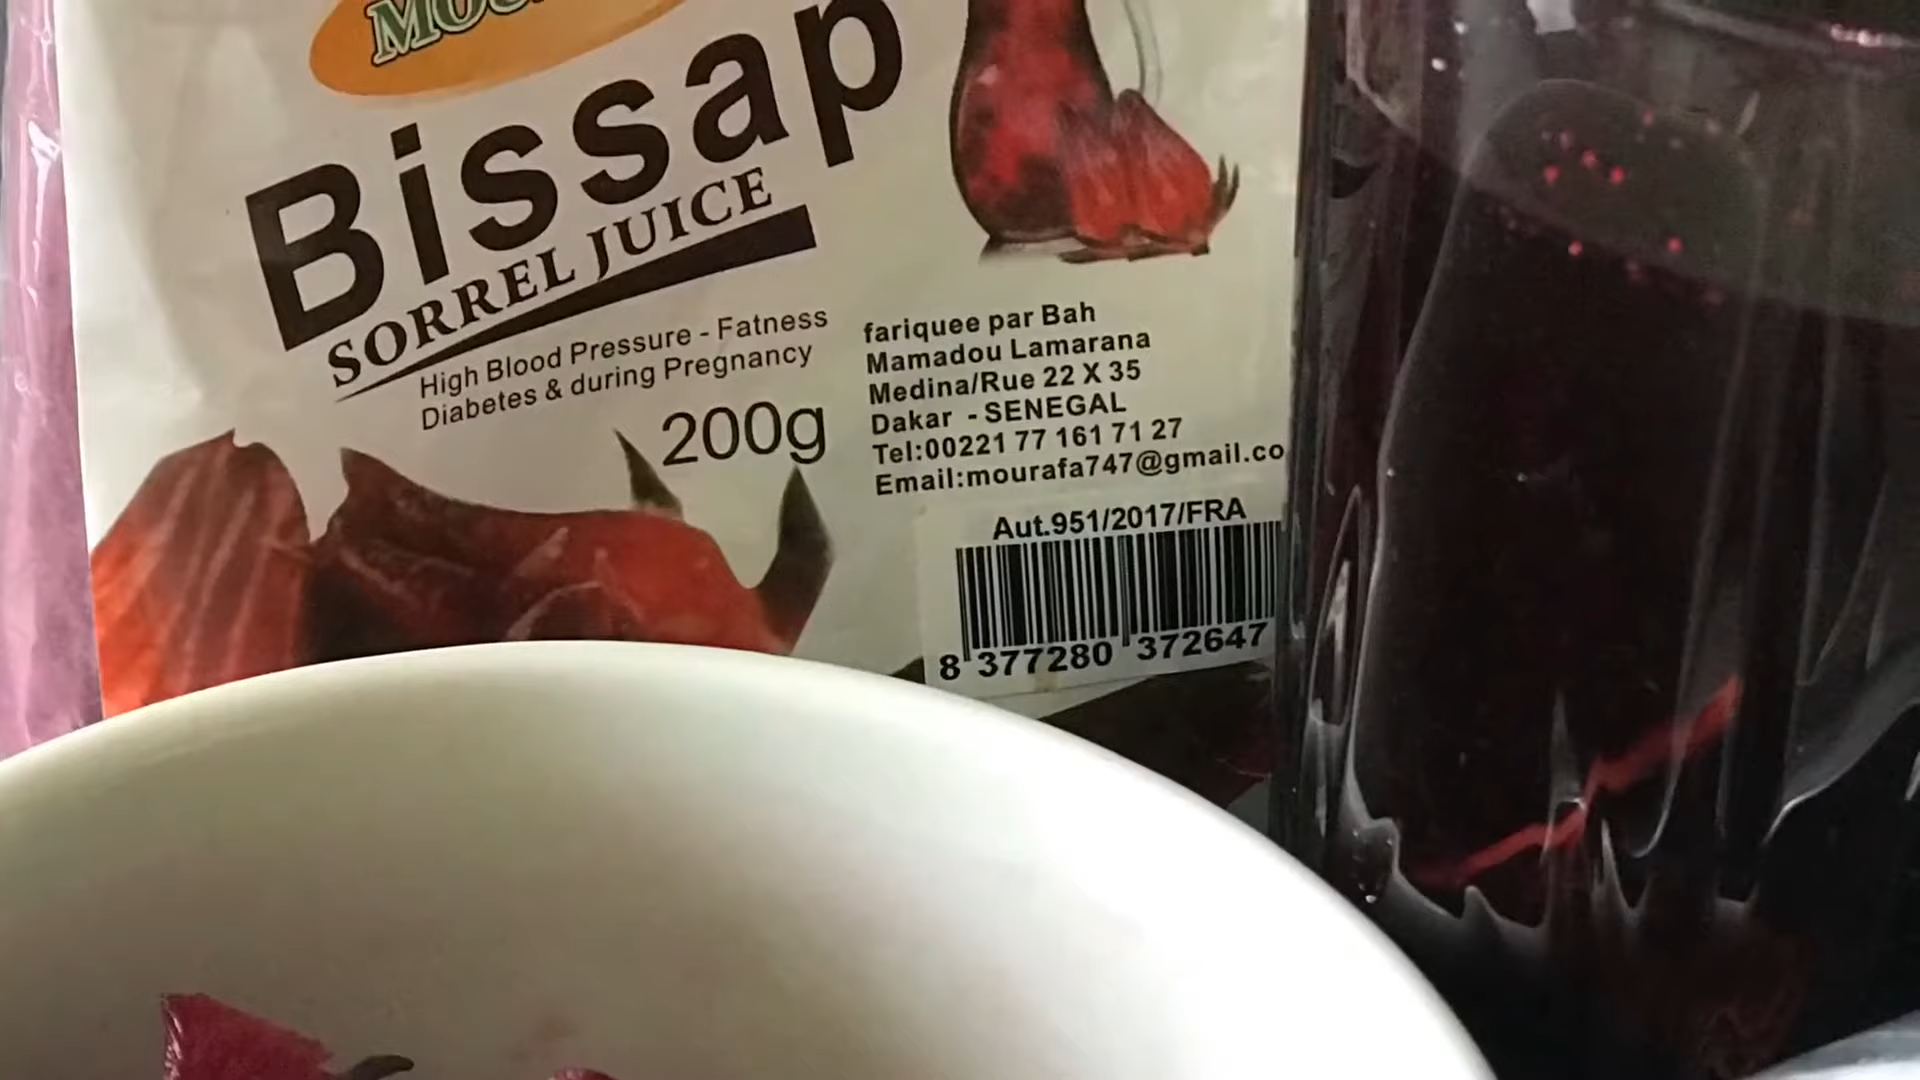 Bissap
SORREL JUICE
High Blood Pressure - Fatness
Diabetes & during Pregnancy
200g
fariquee par Bah
Mamadou Lamarana
Medina/Rue 22 X 35
Dakar - SENEGAL
Tel:00221 77 161 71 27
Email:mourafa747@gmail.co
Aut.951/2017/FRA
8 377280 372647